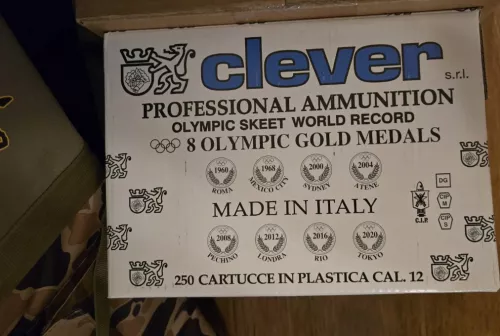 clever s.r.l.
PROFESSIONAL AMMUNITION
OLYMPIC SKEET WORLD RECORD
8 OLYMPIC GOLD MEDALS
1960 1968 2000 2004
ROMA MEXICO CITY SYDNEY ATENE
MADE IN ITALY
DG
CIP M
C.I.P.
CIP S
2008 2012 2016 2020
PECHINO LONDRA RIO TOKYO
250 CARTUCCE IN PLASTICA CAL. 12